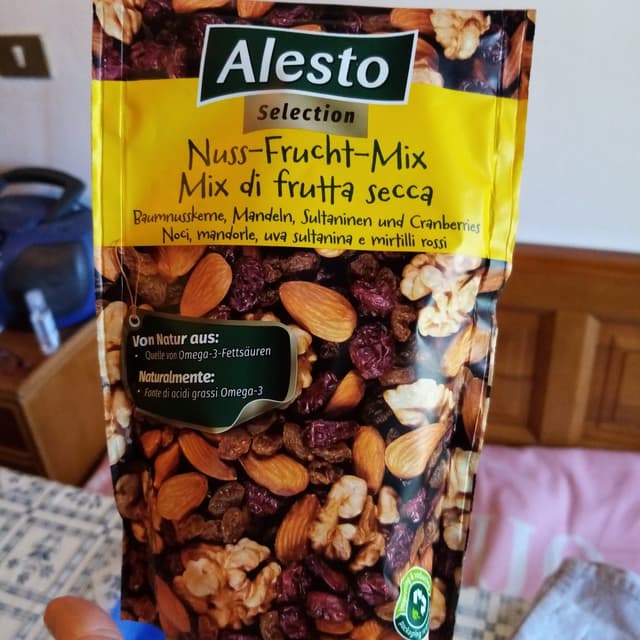 Alesto
Selection
Nuss-Frucht-Mix
Mix di frutta secca
Baumnusskerne, Mandeln, Sultaninen und Cranberries
Noci, mandorle, uva sultanina e mirtilli rossi
Von Natur aus:
• Quelle von Omega-3-Fettsäuren
Naturalmente:
• Fonte di acidi grassi Omega-3